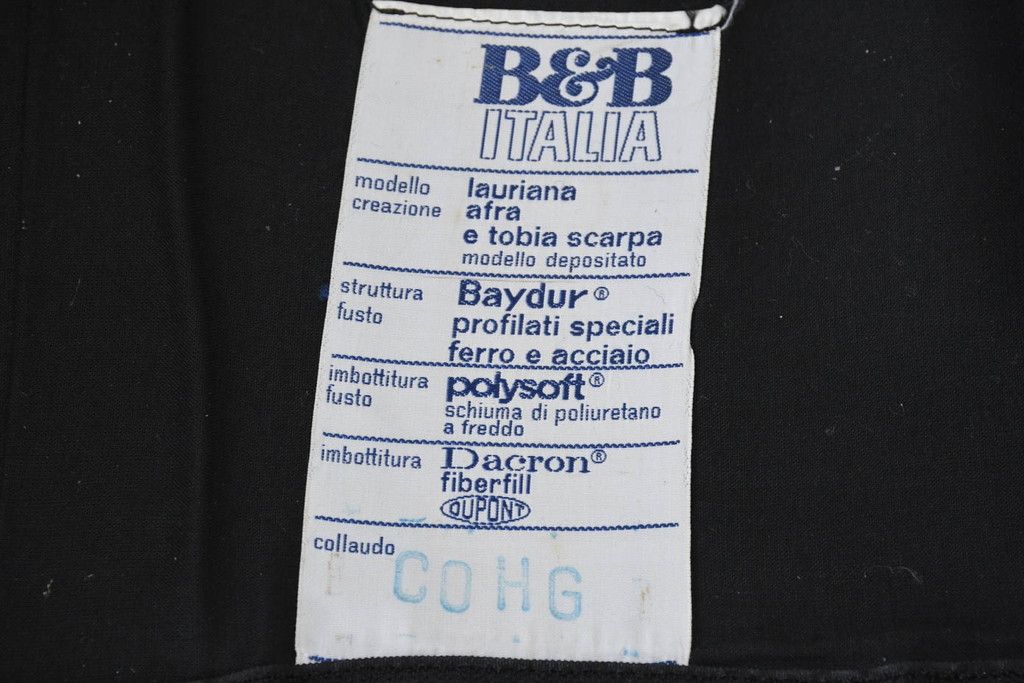 B&B
ITALIA
modello lauriana
creazione afra
e tobia scarpa
modello depositato
struttura Baydur®
fusto profilati speciali
ferro e acciaio
imbottitura polysoft®
fusto schiuma di poliuretano
a freddo
imbottitura Dacron®
fiberfill
DUPONT
collaudo COHG